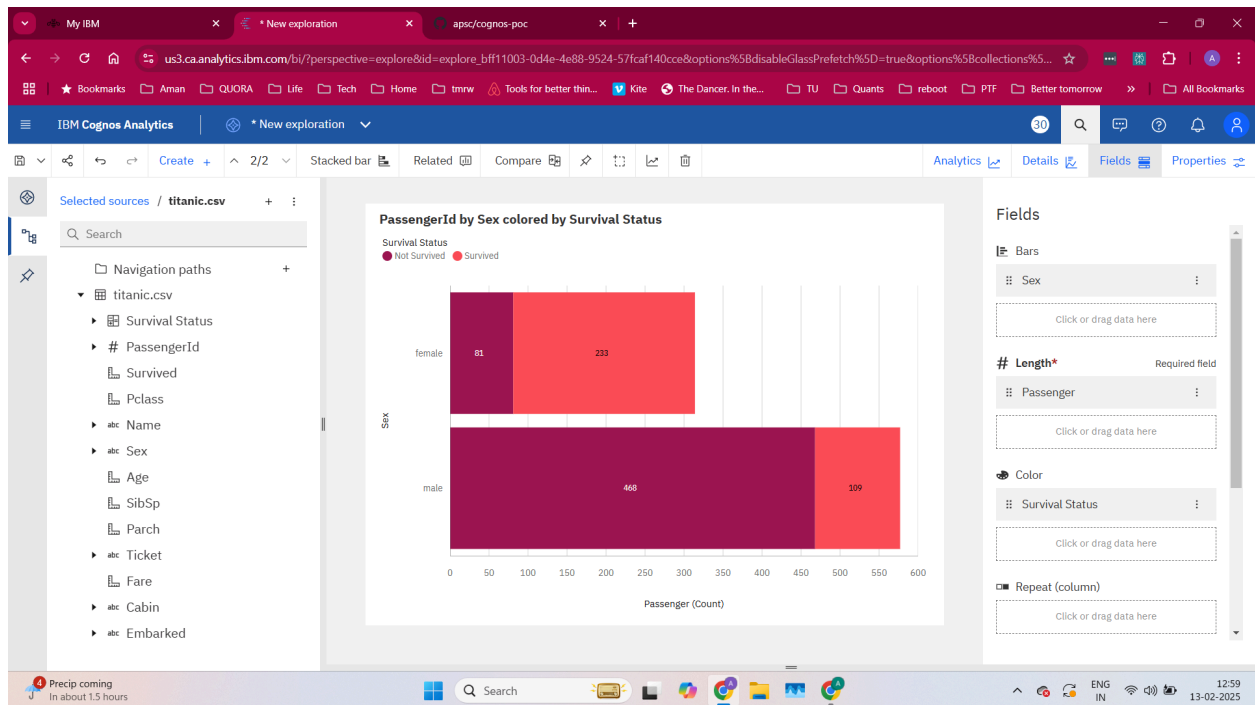 My IBM
* New exploration
apsc/cognos-poc
us3.ca.analytics.ibm.com/bi/?perspective=explore&id=explore_bff11003-0d4e-4e88-9524-57fcaf140cce&options%5BdisableGlassPrefetch%5D=true&options%5Bcollections%5...
A
Bookmarks Aman QUORA Life Tech Home tmrw Tools for better thin... Kite The Dancer. In the... TU Quants reboot PTF Better tomorrow » All Bookmarks
IBM Cognos Analytics * New exploration 30
Create + 2/2 Stacked bar Related Compare Analytics Details Fields Properties
Selected sources / titanic.csv
Search
Navigation paths
titanic.csv
Survival Status
# PassengerId
Survived
Pclass
abc Name
abc Sex
Age
SibSp
Parch
abc Ticket
Fare
abc Cabin
abc Embarked
PassengerId by Sex colored by Survival Status
Survival Status
Not Survived Survived
female 81 233
Sex
male 468 109
0 50 100 150 200 250 300 350 400 450 500 550 600
Passenger (Count)
Fields
Bars
Sex
Click or drag data here
# Length* Required field
Passenger
Click or drag data here
Color
Survival Status
Click or drag data here
Repeat (column)
Click or drag data here
4
Precip coming
In about 1.5 hours
Search
A
A
ENG
IN
12:59
13-02-2025